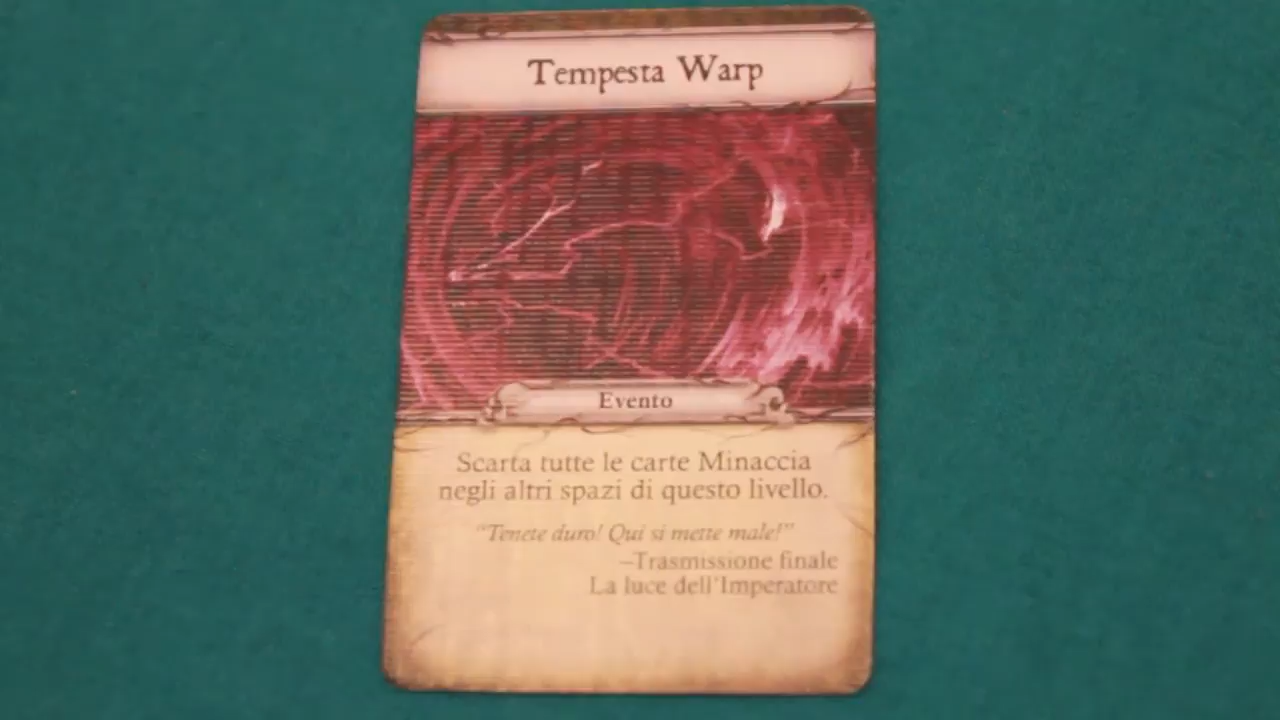 Tempesta Warp
Evento
Scarta tutte le carte Minaccia
negli altri spazi di questo livello.
“Tenete duro! Qui si mette male!”
–Trasmissione finale
La luce dell'Imperatore